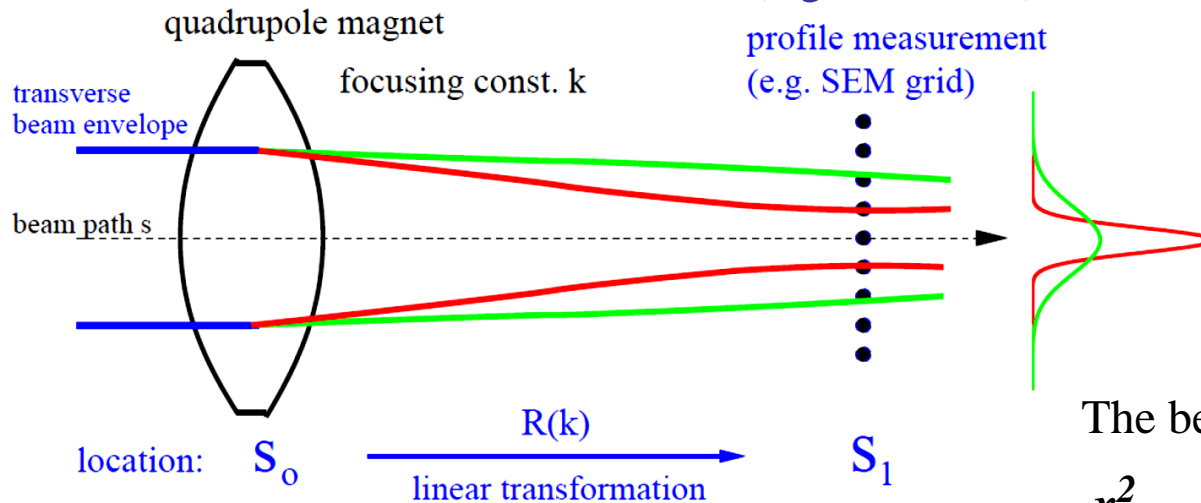 quadrupole magnet
focusing const. k
profile measurement
(e.g. SEM grid)
transverse
beam envelope
beam path s
R(k)
The be
location: S₀ S₁
linear transformation